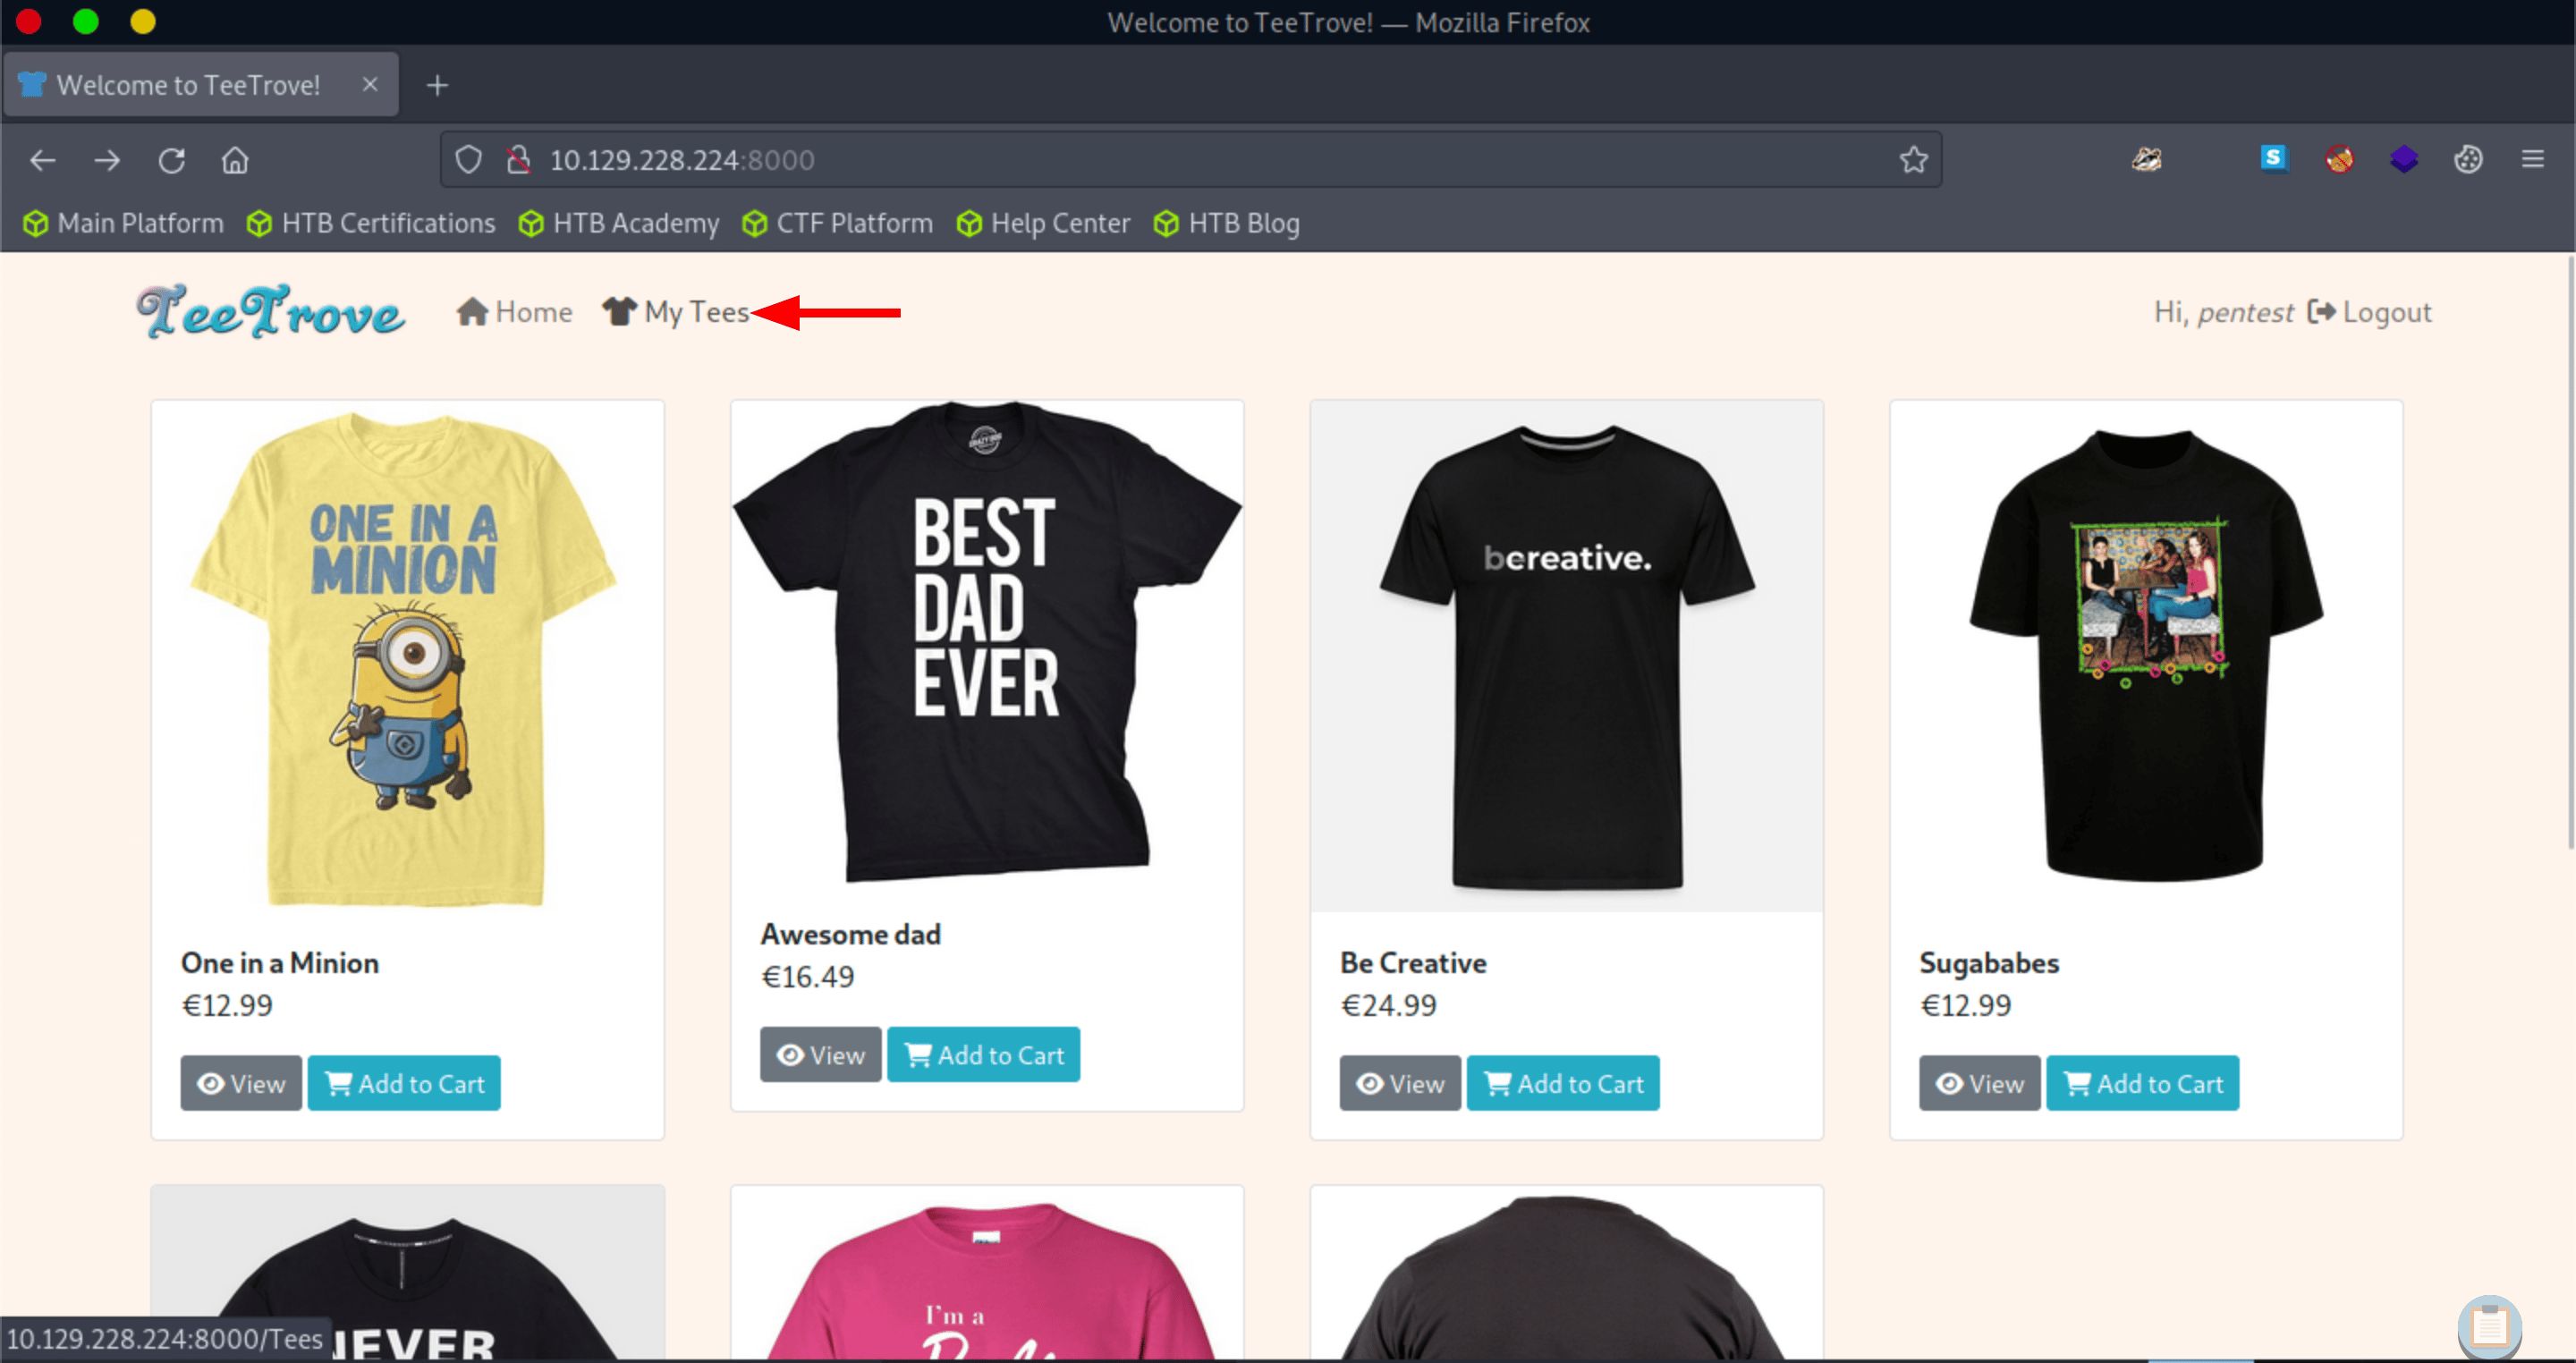 Welcome to TeeTrove! — Mozilla Firefox
Welcome to TeeTrove!
10.129.228.224:8000
S
Main Platform HTB Certifications HTB Academy CTF Platform Help Center HTB Blog
TeeTrove Home My Tees Hi, pentest Logout
ONE IN A
MINION
BEST
DAD
EVER
becreative.
One in a Minion
€12.99
View Add to Cart
Awesome dad
€16.49
View Add to Cart
Be Creative
€24.99
View Add to Cart
Sugababes
€12.99
View Add to Cart
NEVER
I'm a
10.129.228.224:8000/Tees